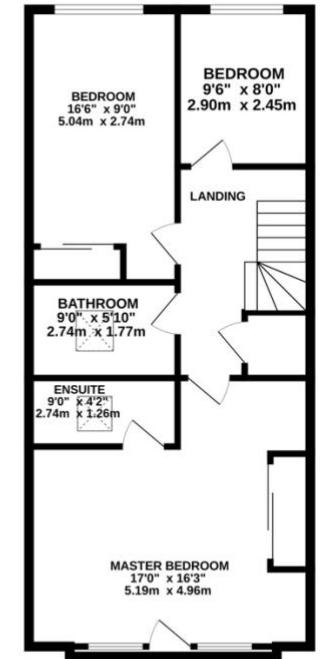 BEDROOM
16'6" x 9'0"
5.04m x 2.74m
BEDROOM
9'6" x 8'0"
2.90m x 2.45m
LANDING
BATHROOM
9'0" x 5'10"
2.74m x 1.77m
ENSUITE
9'0" x 4'2"
2.74m x 1.26m
MASTER BEDROOM
17'0" x 16'3"
5.19m x 4.96m